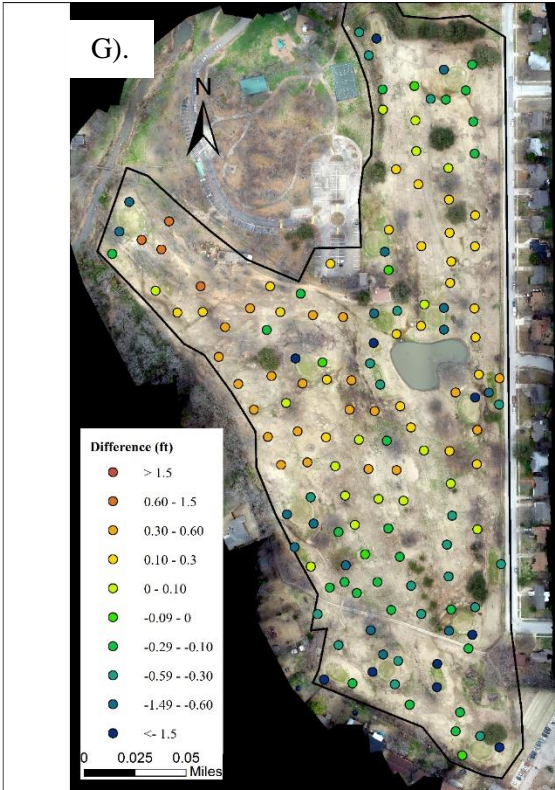 G).
N
Difference (ft)
> 1.5
0.60 - 1.5
0.30 - 0.60
0.10 - 0.3
0 - 0.10
-0.09 - 0
-0.29 - -0.10
-0.59 - -0.30
-1.49 - -0.60
<- 1.5
0 0.025 0.05
Miles